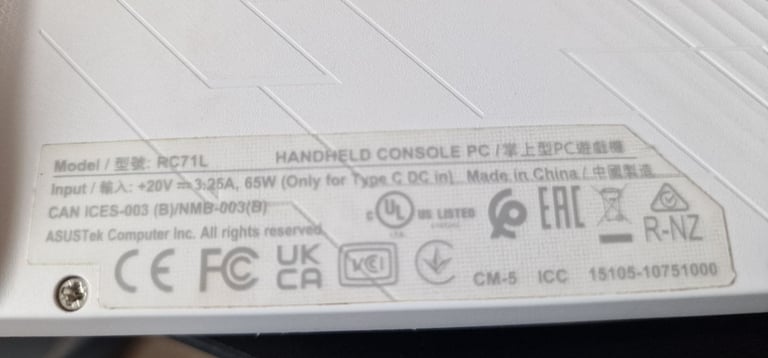 Model / 型號: RC71L HANDHELD CONSOLE PC / 掌上型PC遊戲機
Input / 輸入: +20V ⎓ 3.25A, 65W (Only for Type C DC in) Made in China / 中國製造
CAN ICES-003 (B)/NMB-003(B)
C UL US LISTED
EAC
R-NZ
ASUSTek Computer Inc. All rights reserved.
CE FC UK CA VCCI CM-5 ICC 15105-10751000